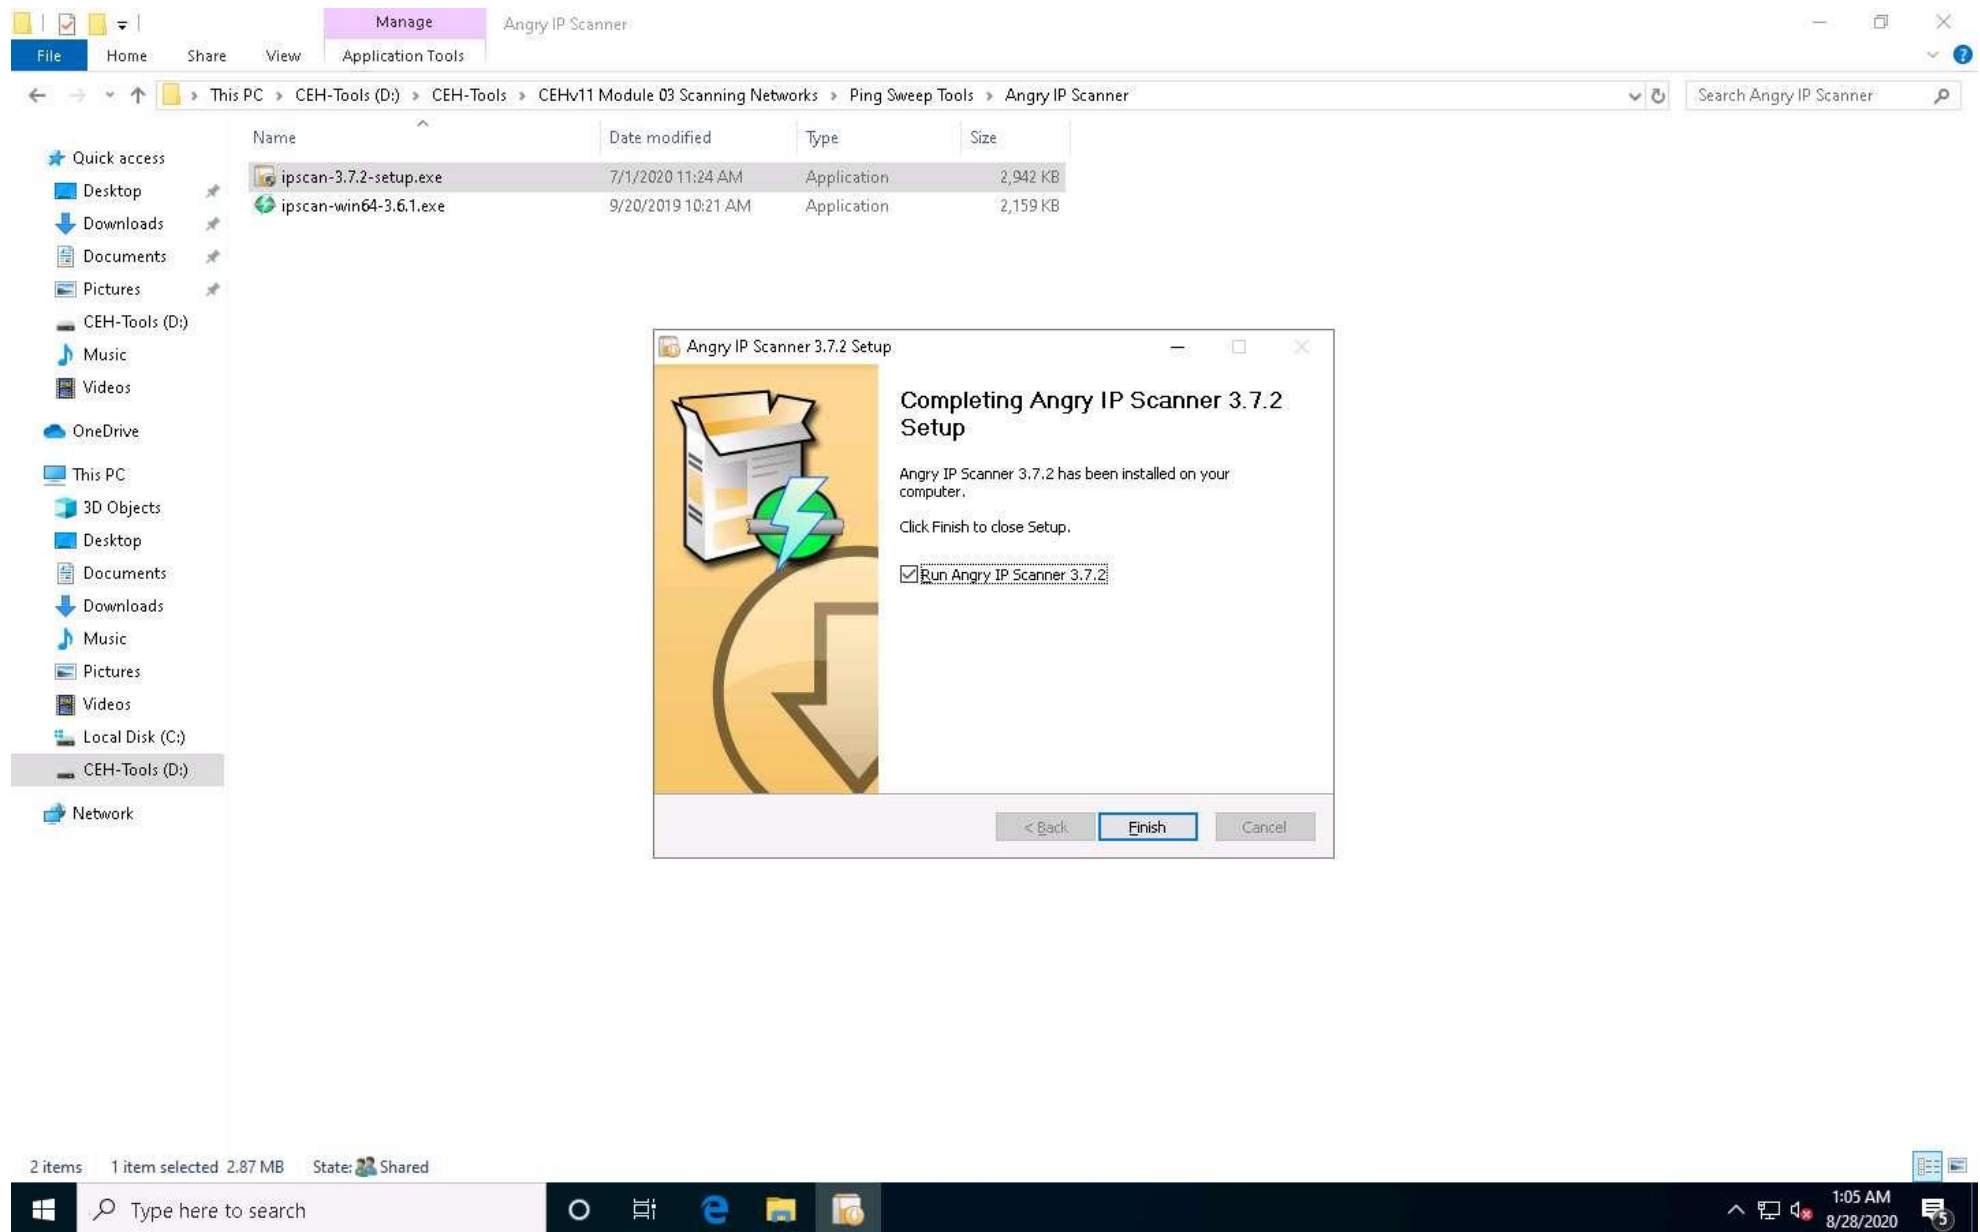 Manage
Angry IP Scanner
File Home Share View Application Tools
This PC > CEH-Tools (D:) > CEH-Tools > CEHv11 Module 03 Scanning Networks > Ping Sweep Tools > Angry IP Scanner
Search Angry IP Scanner
Quick access
Desktop
Downloads
Documents
Pictures
CEH-Tools (D:)
Music
Videos
OneDrive
This PC
3D Objects
Desktop
Documents
Downloads
Music
Pictures
Videos
Local Disk (C:)
CEH-Tools (D:)
Network
Name Date modified Type Size
ipscan-3.7.2-setup.exe 7/1/2020 11:24 AM Application 2,942 KB
ipscan-win64-3.6.1.exe 9/20/2019 10:21 AM Application 2,159 KB
Angry IP Scanner 3.7.2 Setup
Completing Angry IP Scanner 3.7.2
Setup
Angry IP Scanner 3.7.2 has been installed on your
computer.
Click Finish to close Setup.
Run Angry IP Scanner 3.7.2
< Back Finish Cancel
2 items 1 item selected 2.87 MB State: Shared
Type here to search
1:05 AM
8/28/2020
5